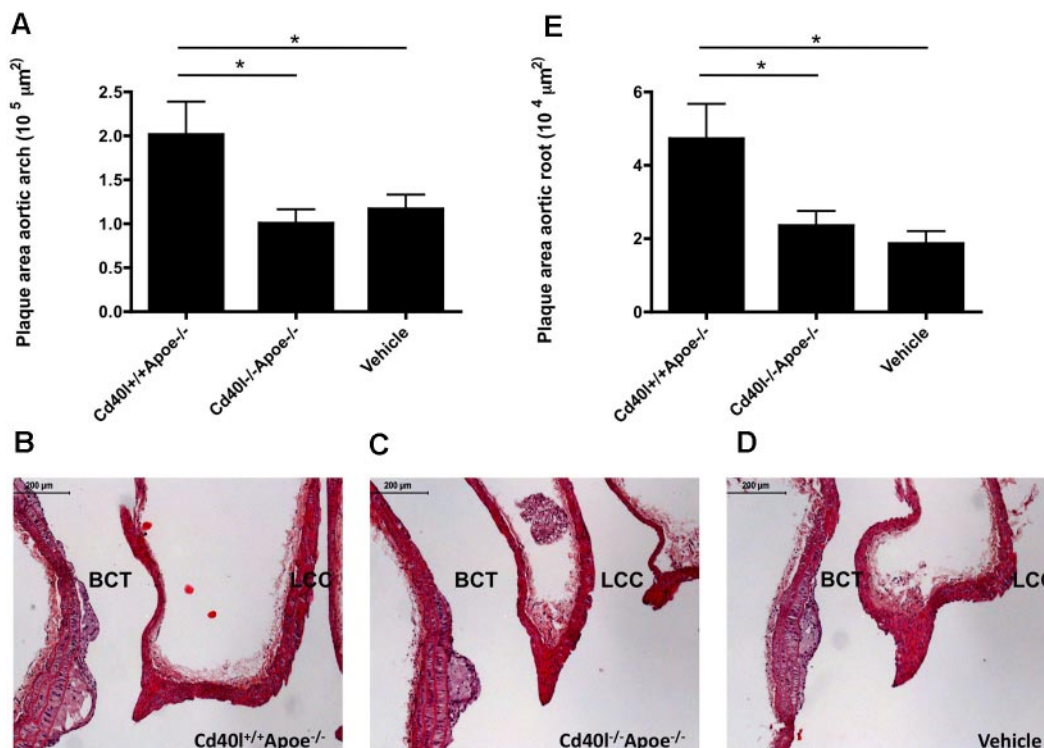 A
E
*
*
*
*
Plaque area aortic arch (10 ⁵ µm²)
2.5
2.0
1.5
1.0
0.5
0.0
Cd40l+/+Apoe-/-
Cd40l-/-Apoe-/-
Vehicle
Plaque area aortic root (10 ⁴ µm²)
6
4
2
0
Cd40l+/+Apoe-/-
Cd40l-/-Apoe-/-
Vehicle
B
C
D
200 µm
BCT
LCC
Cd40l⁺/⁺Apoe⁻/⁻
200 µm
BCT
LCC
Cd40l⁻/⁻Apoe⁻/⁻
200 µm
BCT
LCC
Vehicle